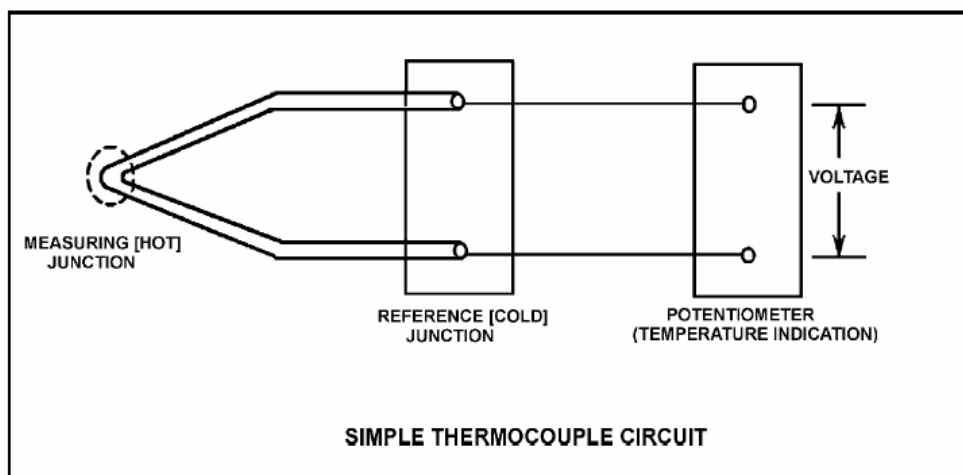 MEASURING [HOT]
JUNCTION
REFERENCE [COLD]
JUNCTION
POTENTIOMETER
(TEMPERATURE INDICATION)
VOLTAGE
SIMPLE THERMOCOUPLE CIRCUIT